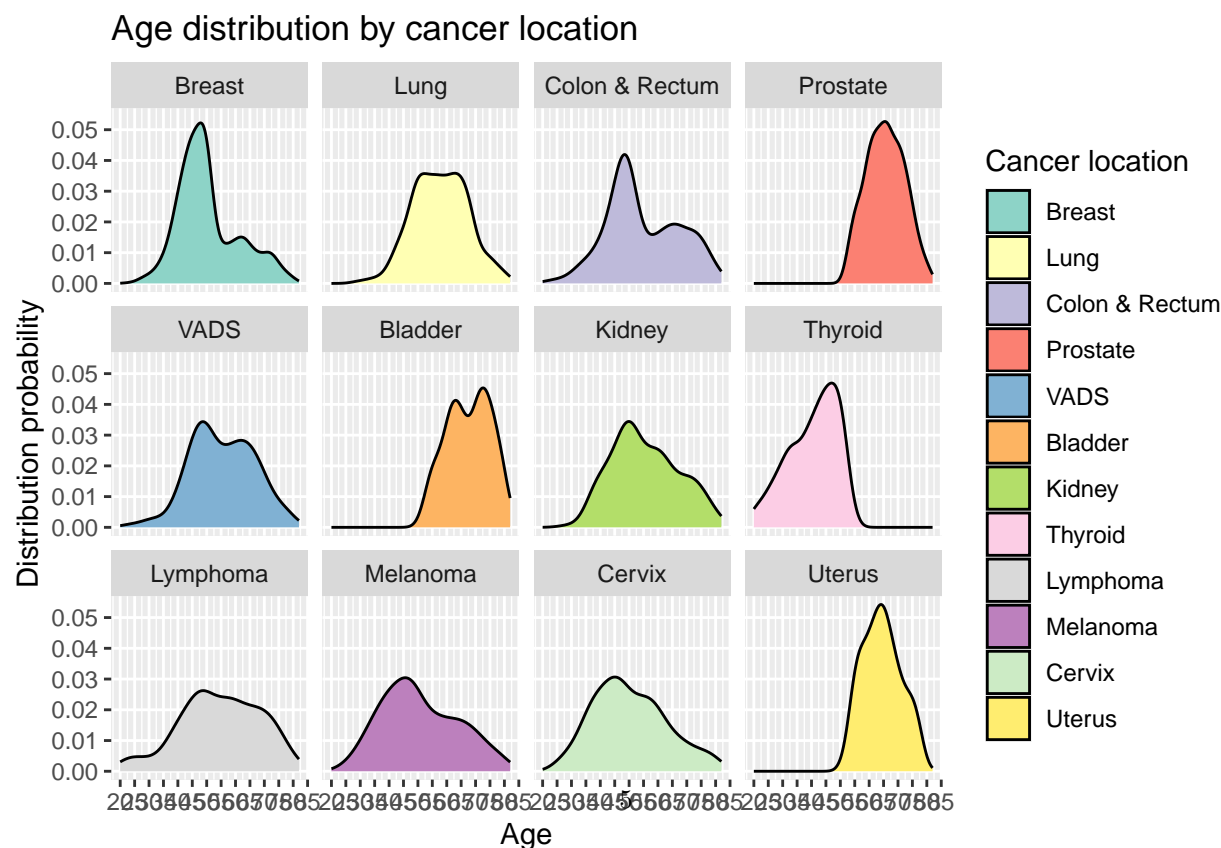 Age distribution by cancer location
Breast
Lung
Colon & Rectum
Prostate
0.05
0.04
0.03
0.02
0.01
0.00
VADS
Bladder
Kidney
Thyroid
0.05
0.04
0.03
0.02
0.01
0.00
Lymphoma
Melanoma
Cervix
Uterus
0.05
0.04
0.03
0.02
0.01
0.00
Distribution probability
5
Age
Cancer location
Breast
Lung
Colon & Rectum
Prostate
VADS
Bladder
Kidney
Thyroid
Lymphoma
Melanoma
Cervix
Uterus